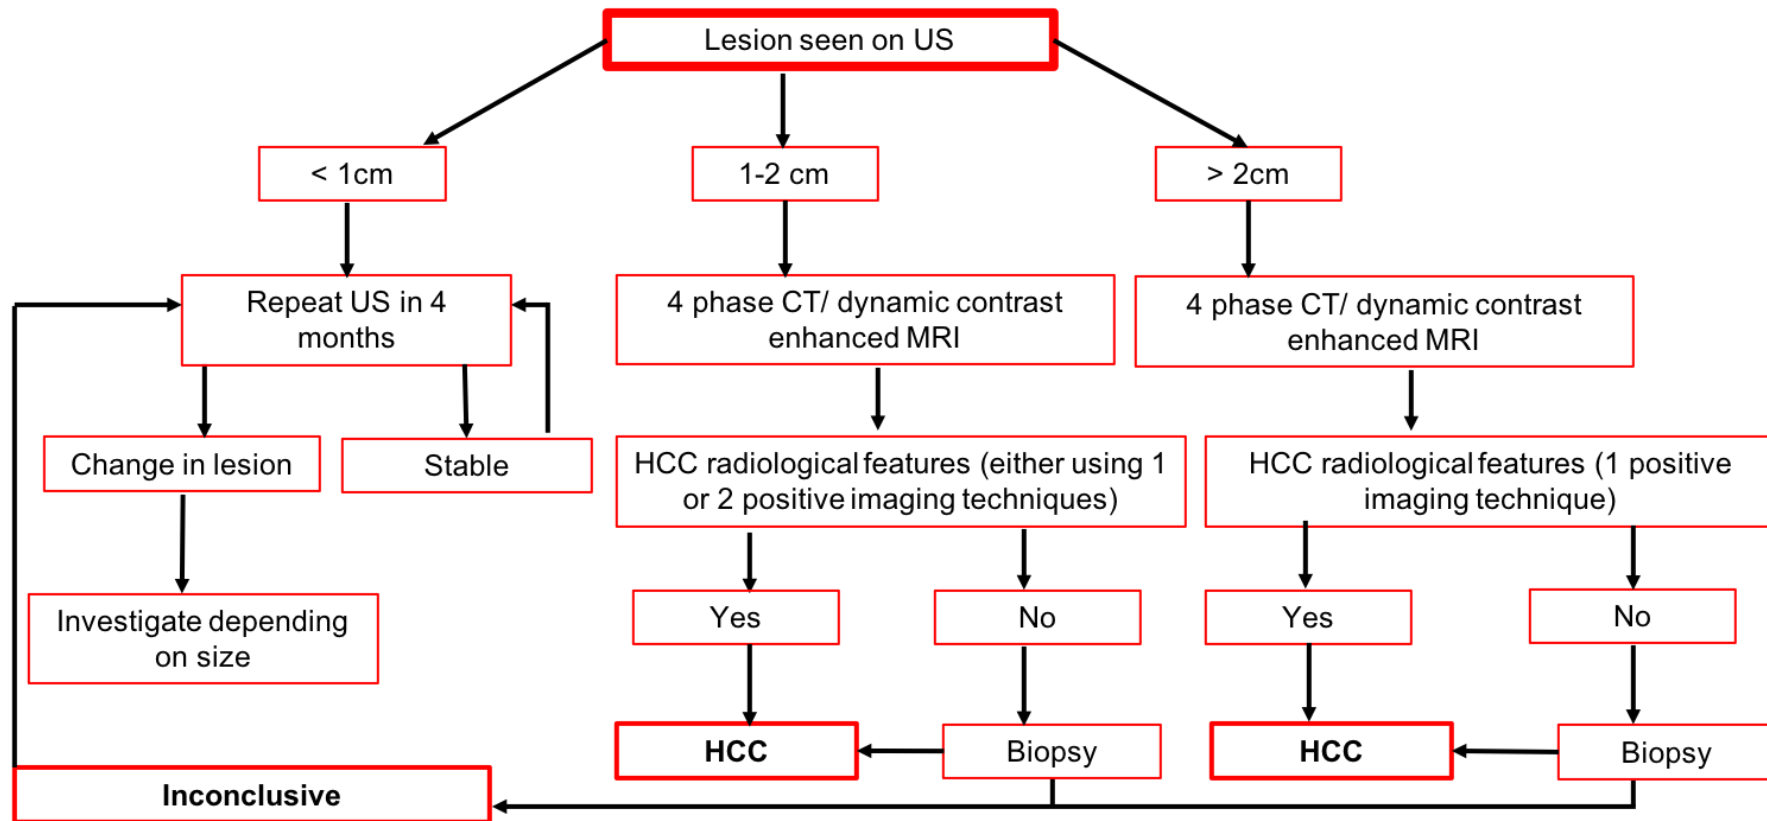 Lesion seen on US
< 1cm
1-2 cm
> 2cm
Repeat US in 4
months
4 phase CT/ dynamic contrast
enhanced MRI
4 phase CT/ dynamic contrast
enhanced MRI
Change in lesion
Stable
HCC radiological features (either using 1
or 2 positive imaging techniques)
HCC radiological features (1 positive
imaging technique)
Investigate depending
on size
Yes
No
Yes
No
HCC
Biopsy
HCC
Biopsy
Inconclusive